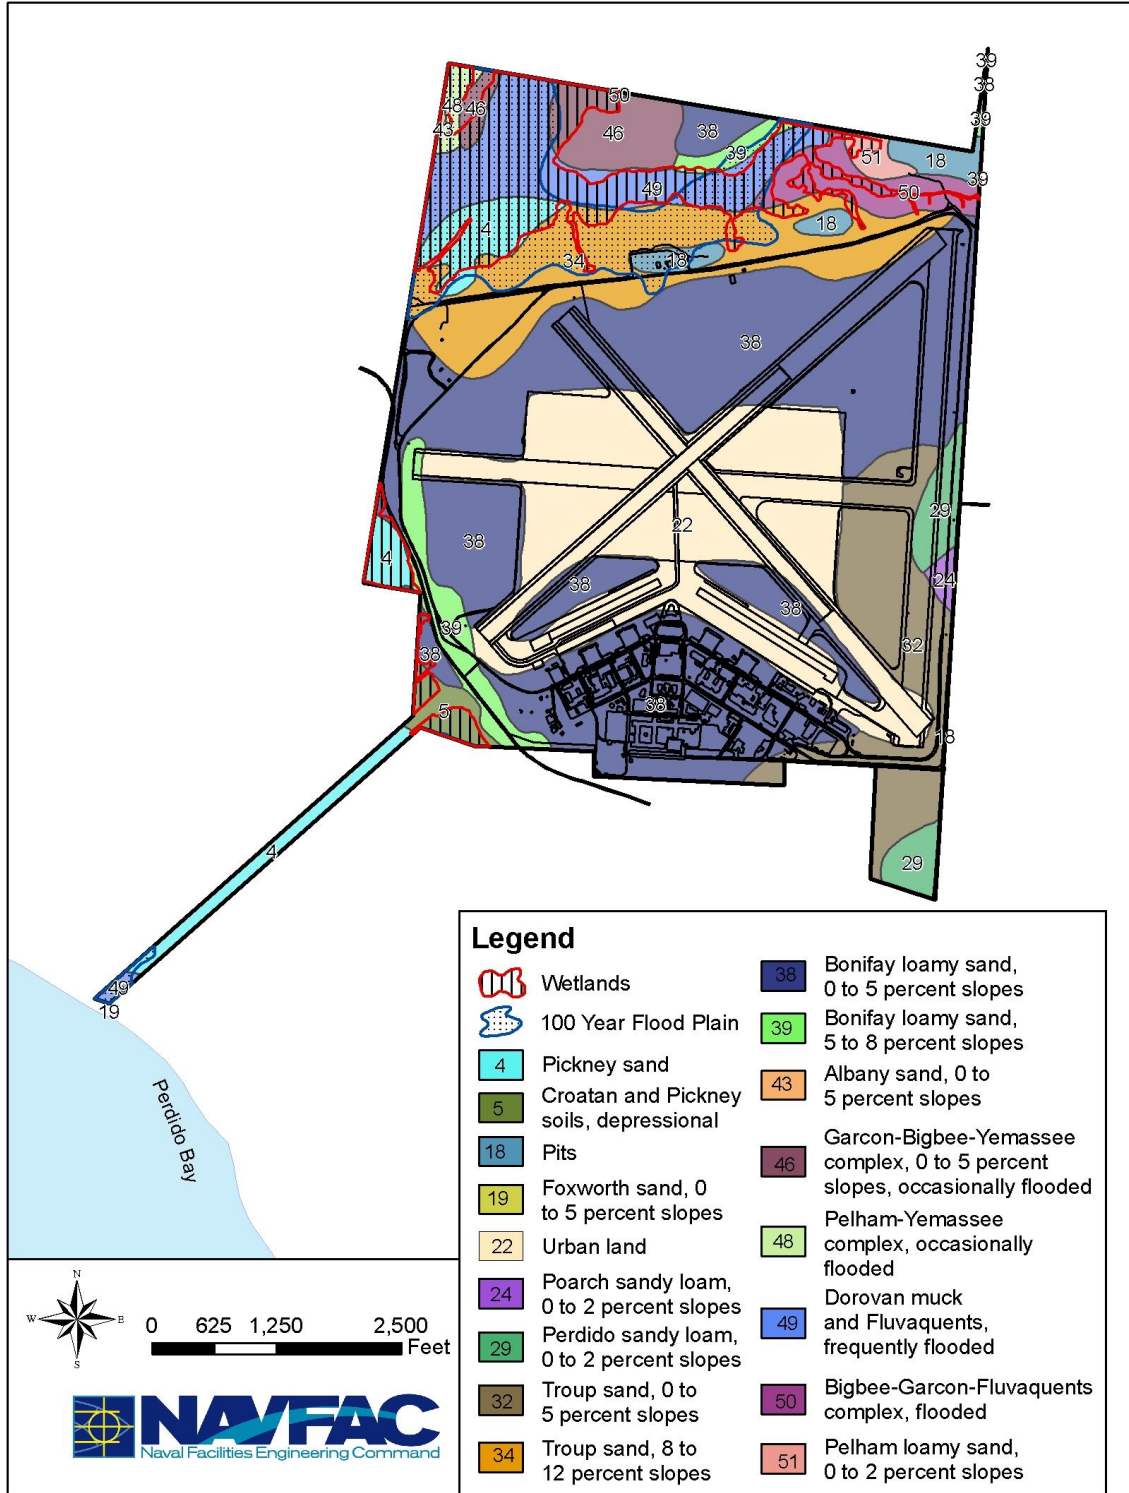 39
38
39
50
48
46
43
46
38
39
51
18
39
49
50
4
18
34
18
38
22
38
29
4
38
38
24
39
38
32
5
38
18
4
29
49
19
Perdido Bay
Legend
Wetlands
100 Year Flood Plain
4 Pickney sand
5 Croatan and Pickney
soils, depressional
18 Pits
19 Foxworth sand, 0
to 5 percent slopes
22 Urban land
24 Poarch sandy loam,
0 to 2 percent slopes
29 Perdido sandy loam,
0 to 2 percent slopes
32 Troup sand, 0 to
5 percent slopes
34 Troup sand, 8 to
12 percent slopes
38 Bonifay loamy sand,
0 to 5 percent slopes
39 Bonifay loamy sand,
5 to 8 percent slopes
43 Albany sand, 0 to
5 percent slopes
46 Garcon-Bigbee-Yemassee
complex, 0 to 5 percent
slopes, occasionally flooded
48 Pelham-Yemassee
complex, occasionally
flooded
49 Dorovan muck
and Fluvaquents,
frequently flooded
50 Bigbee-Garcon-Fluvaquents
complex, flooded
51 Pelham loamy sand,
0 to 2 percent slopes
N
W E
S
0 625 1,250 2,500
Feet
NAVFAC
Naval Facilities Engineering Command